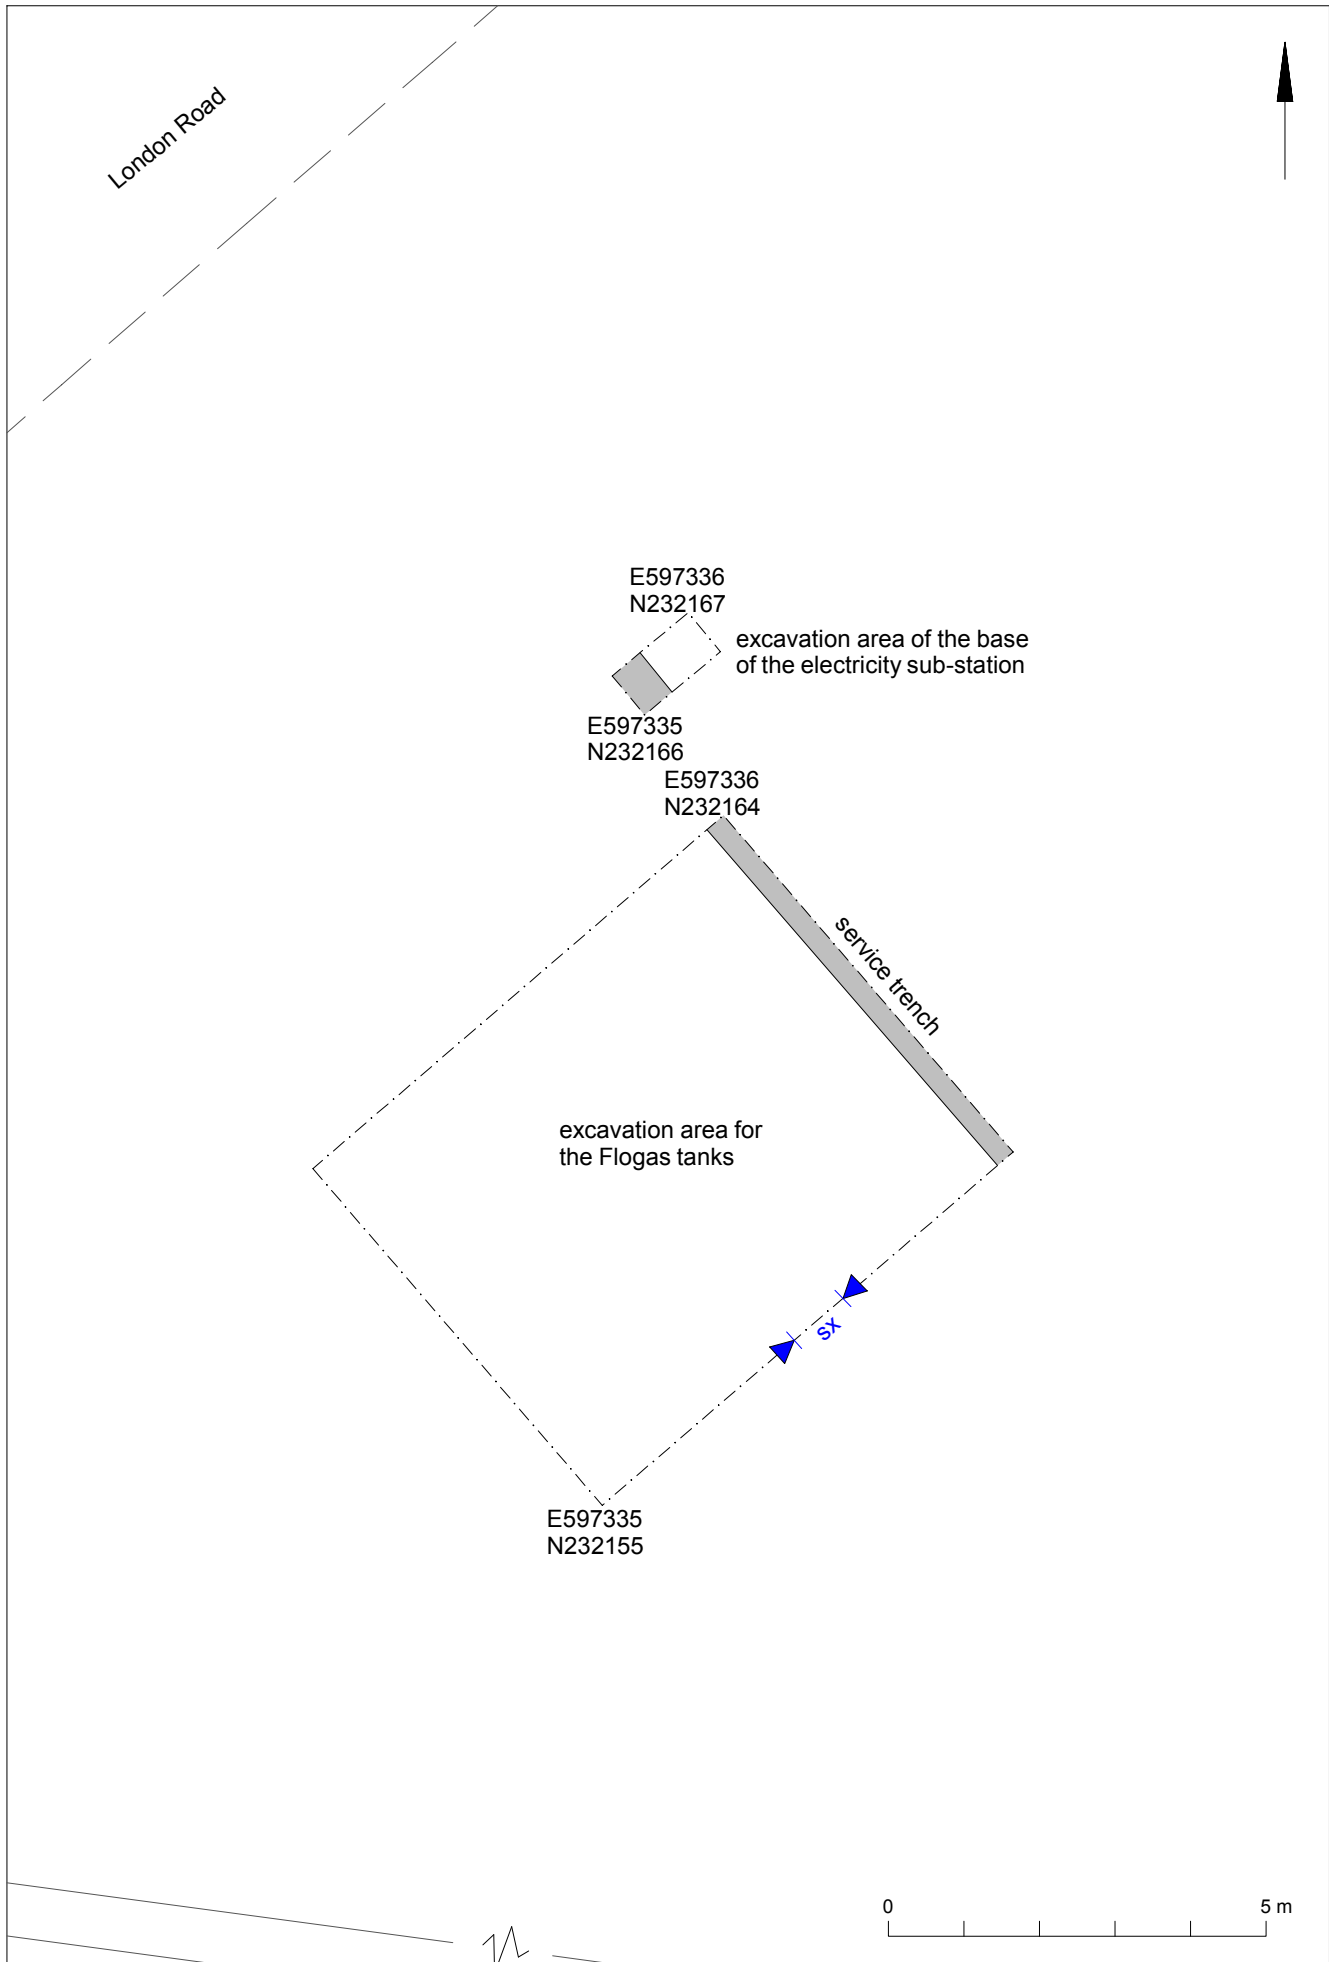 London Road
E597336
N232167
excavation area of the base
of the electricity sub-station
E597335
N232166
E597336
N232164
service trench
excavation area for
the Flogas tanks
sx
E597335
N232155
0
5 m